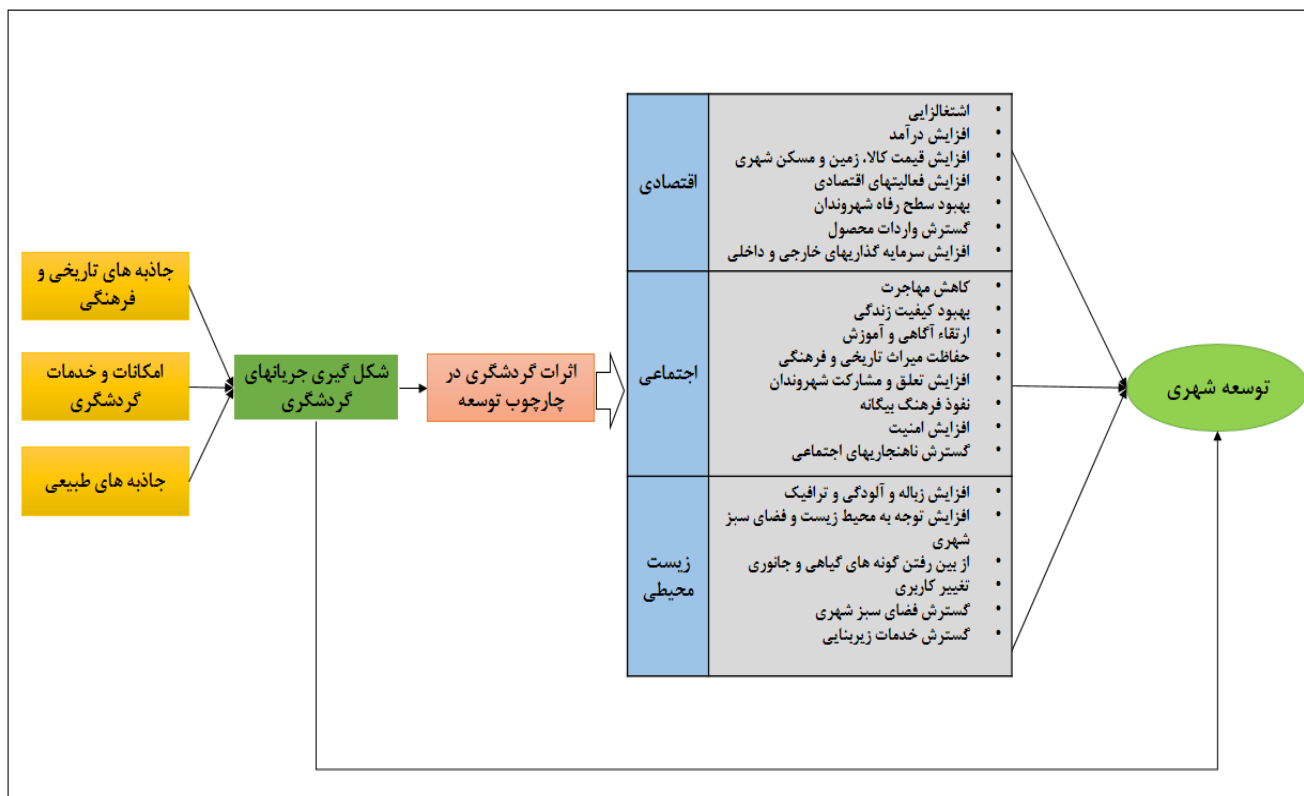 جاذبه های تاریخی و
فرهنگی
امکانات و خدمات
گردشگری
جاذبه های طبیعی
شکل گیری جریانهای
گردشگری
اثرات گردشگری در
چارچوب توسعه
اقتصادی
• اشتغالزایی
• افزایش درآمد
• افزایش قیمت کالا، زمین و مسکن شهری
• افزایش فعالیتهای اقتصادی
• بهبود سطح رفاه شهروندان
• گسترش واردات محصول
• افزایش سرمایه گذاریهای خارجی و داخلی
اجتماعی
• کاهش مهاجرت
• بهبود کیفیت زندگی
• ارتقاء آگاهی و آموزش
• حفاظت میراث تاریخی و فرهنگی
• افزایش تعلق و مشارکت شهروندان
• نفوذ فرهنگ بیگانه
• افزایش امنیت
• گسترش ناهنجاریهای اجتماعی
زیست
محیطی
• افزایش زباله و آلودگی و ترافیک
• افزایش توجه به محیط زیست و فضای سبز
شهری
• از بین رفتن گونه های گیاهی و جانوری
• تغییر کاربری
• گسترش فضای سبز شهری
• گسترش خدمات زیربنایی
توسعه شهری